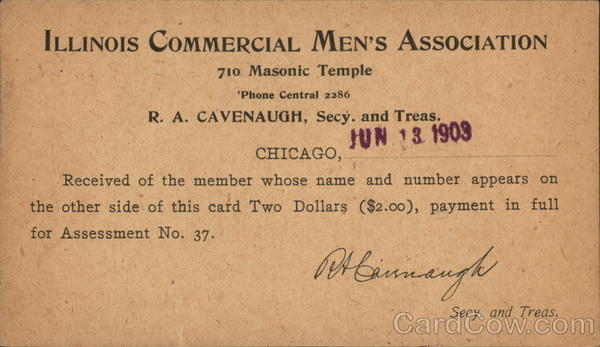 ILLINOIS COMMERCIAL MEN'S ASSOCIATION
710 Masonic Temple
'Phone Central 2286
R. A. CAVENAUGH, Secy. and Treas.
JUN 13 1903
CHICAGO,
Received of the member whose name and number appears on
the other side of this card Two Dollars ($2.00), payment in full
for Assessment No. 37.
R A Cavenaugh
Secy. and Treas.
CardCow.com